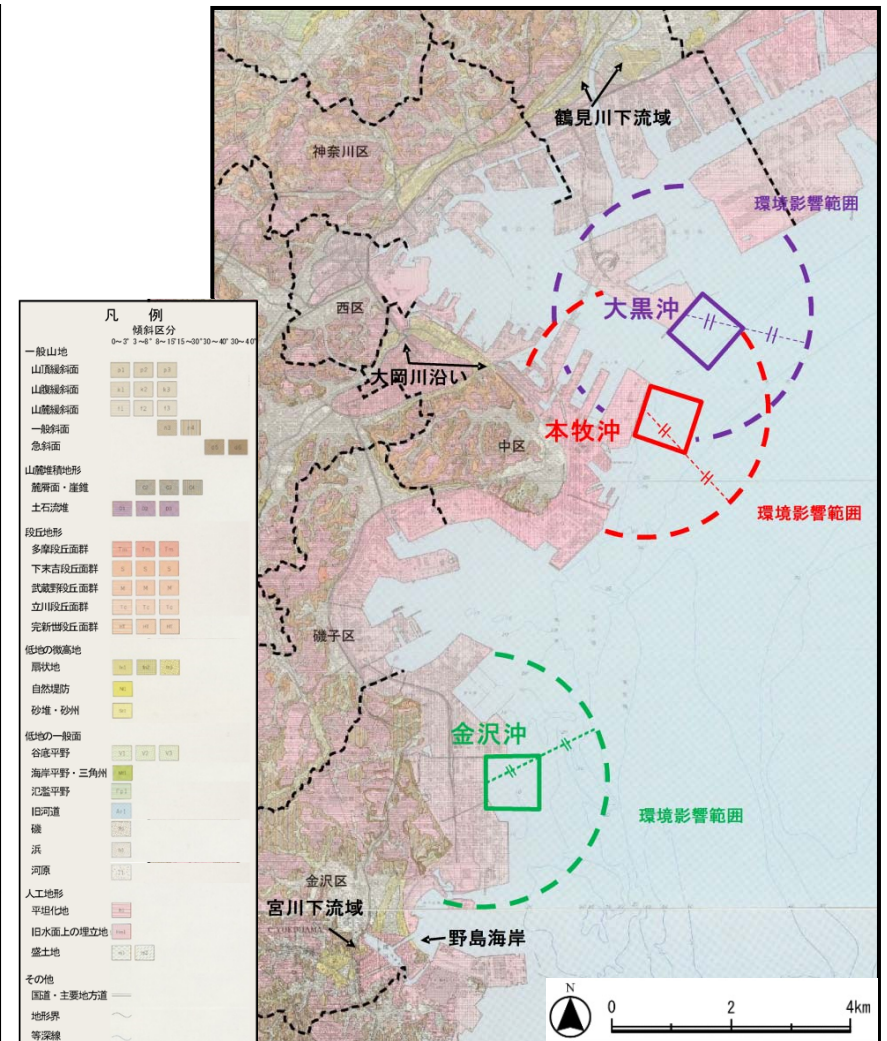 鶴見川下流域
神奈川区
環境影響範囲
大黒沖
西区
大岡川沿い
本牧沖
中区
環境影響範囲
磯子区
金沢沖
環境影響範囲
金沢区
宮川下流域
野島海岸
N
0 2 4km
凡 例
傾斜区分
0~3° 3~8° 8~15° 15~30° 30~40°
一般山地
山頂緩斜面
山腹緩斜面
山麓緩斜面
一般斜面
急斜面
山麓堆積地形
麓屑面・崖錐
土石流堆
段丘地形
多摩段丘面群
下末吉段丘面群
武蔵野段丘面群
立川段丘面群
完新世段丘面群
低地の微高地
扇状地
自然堤防
砂堆・砂州
低地の一般面
谷底平野
海岸平野・三角州
氾濫平野
旧河道
磯
浜
河原
人工地形
平坦化地
旧水面上の埋立地
盛土地
その他
国道・主要地方道
地形界
等深線